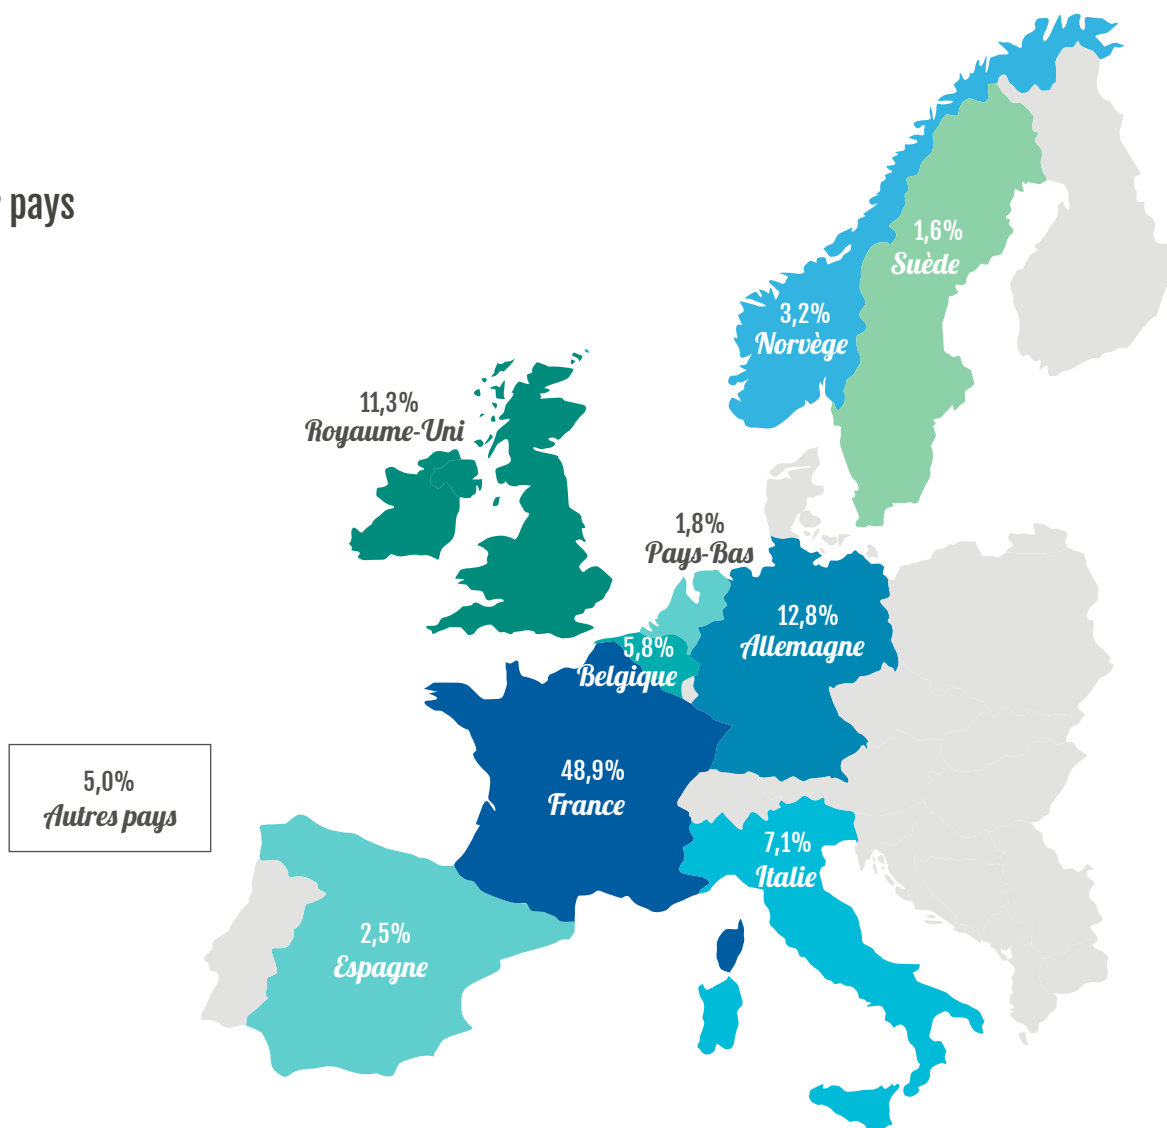 pays
1,6%
Suède
3,2%
Norvège
11,3%
Royaume-Uni
1,8%
Pays-Bas
12,8%
Allemagne
5,8%
Belgique
48,9%
France
5,0%
Autres pays
7,1%
Italie
2,5%
Espagne